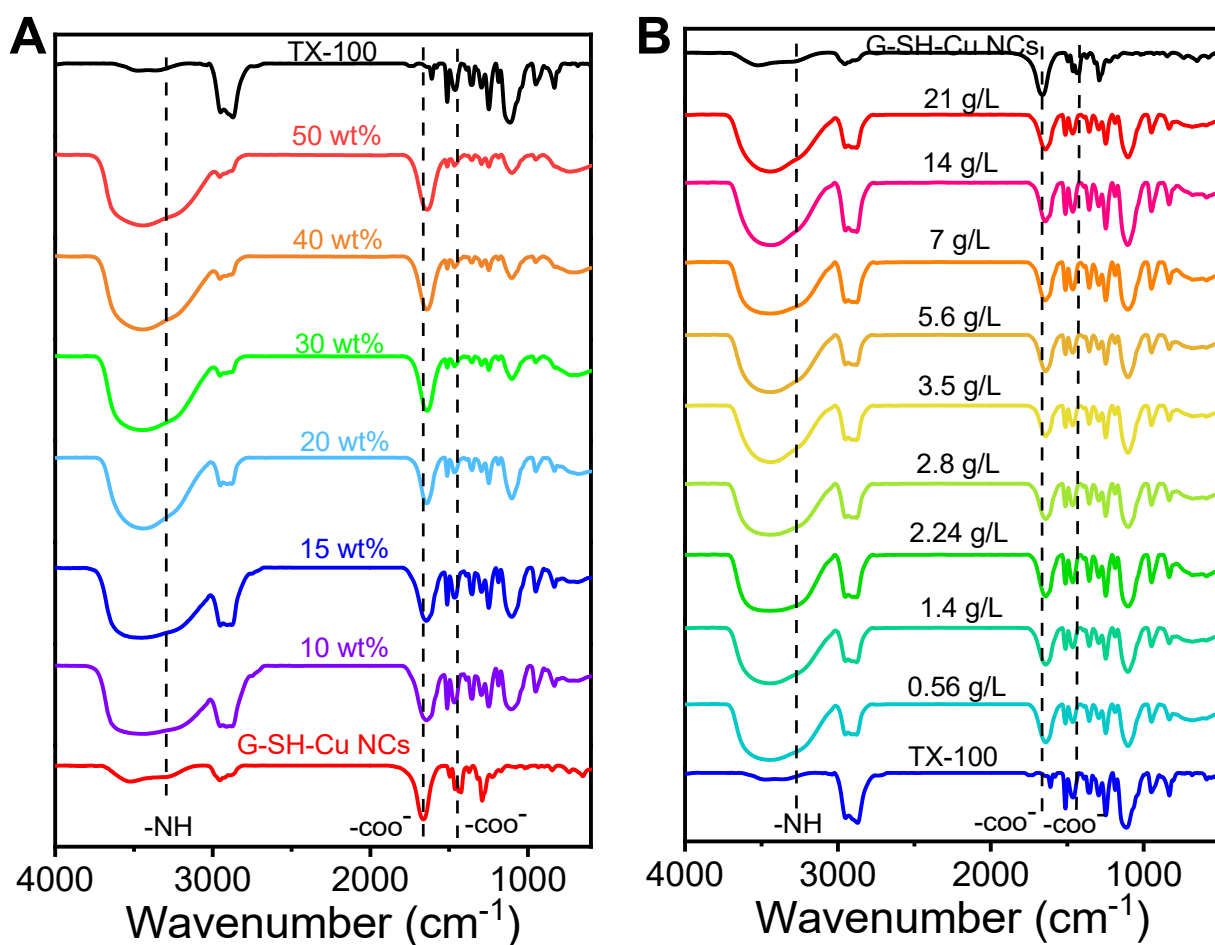 A
TX-100
50 wt%
40 wt%
30 wt%
20 wt%
15 wt%
10 wt%
G-SH-Cu NCs
-NH
-coo⁻
-coo⁻
4000 3000 2000 1000
Wavenumber (cm⁻¹)
B
G-SH-Cu NCs
21 g/L
14 g/L
7 g/L
5.6 g/L
3.5 g/L
2.8 g/L
2.24 g/L
1.4 g/L
0.56 g/L
TX-100
-NH
-coo⁻
-coo⁻
4000 3000 2000 1000
Wavenumber (cm⁻¹)